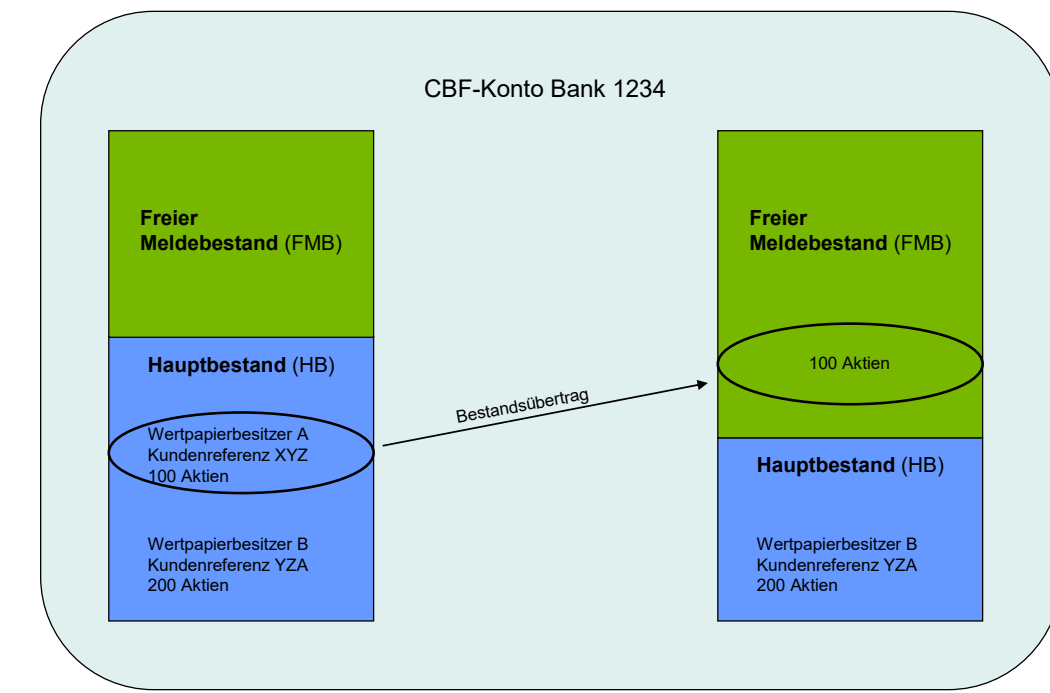 CBF-Konto Bank 1234
Freier
Meldebestand (FMB)
Hauptbestand (HB)
Wertpapierbesitzer A
Kundenreferenz XYZ
100 Aktien
Wertpapierbesitzer B
Kundenreferenz YZA
200 Aktien
Bestandsübertrag
Freier
Meldebestand (FMB)
100 Aktien
Hauptbestand (HB)
Wertpapierbesitzer B
Kundenreferenz YZA
200 Aktien